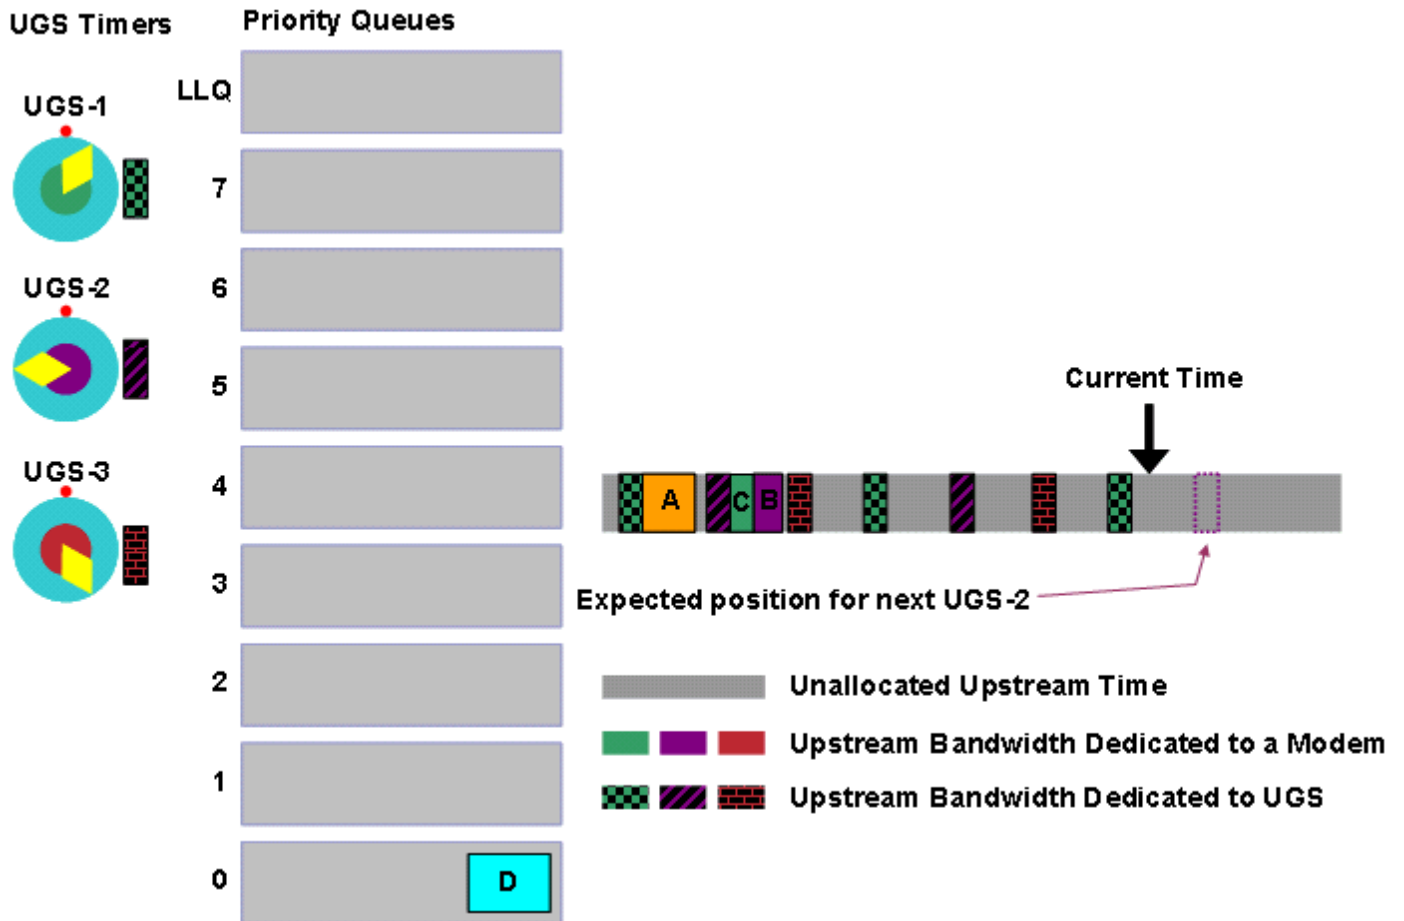 UGS Timers
Priority Queues
UGS-1
UGS-2
UGS-3
LLQ
7
6
5
4
3
2
1
0
D
Current Time
A
C
B
Expected position for next UGS-2
Unallocated Upstream Time
Upstream Bandwidth Dedicated to a Modem
Upstream Bandwidth Dedicated to UGS